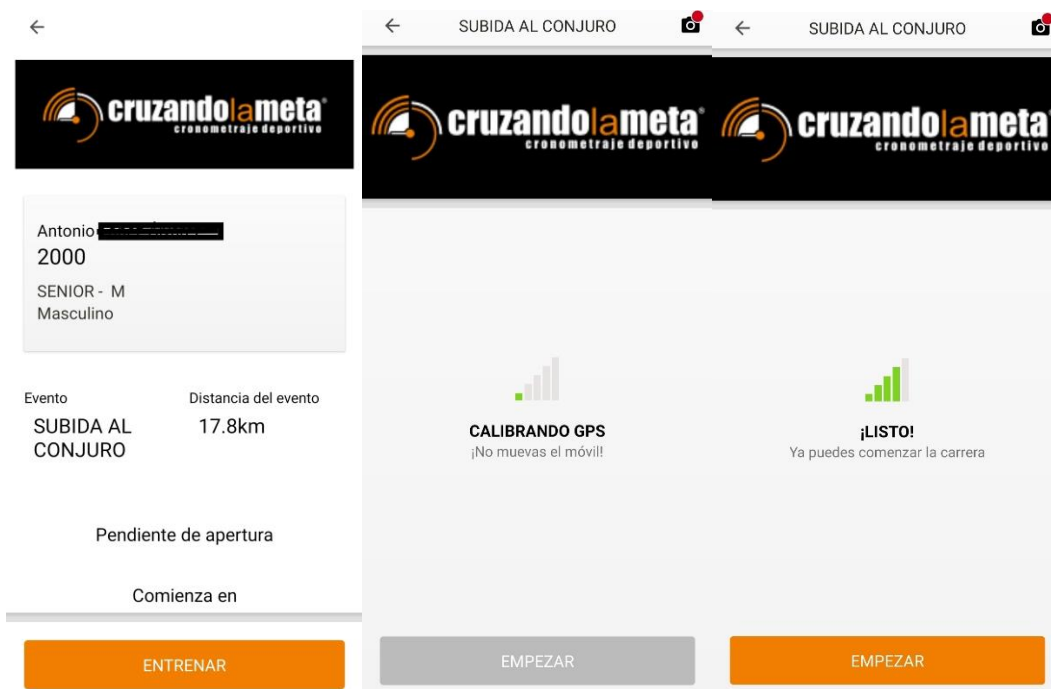 cruzandolameta®
cronometraje deportivo
Antonio
2000
SENIOR - M
Masculino
Evento
SUBIDA AL
CONJURO
Distancia del evento
17.8km
Pendiente de apertura
Comienza en
ENTRENAR
SUBIDA AL CONJURO
cruzandolameta®
cronometraje deportivo
CALIBRANDO GPS
¡No muevas el móvil!
EMPEZAR
SUBIDA AL CONJURO
cruzandolameta
cronometraje deportivo
¡LISTO!
Ya puedes comenzar la carrera
EMPEZAR